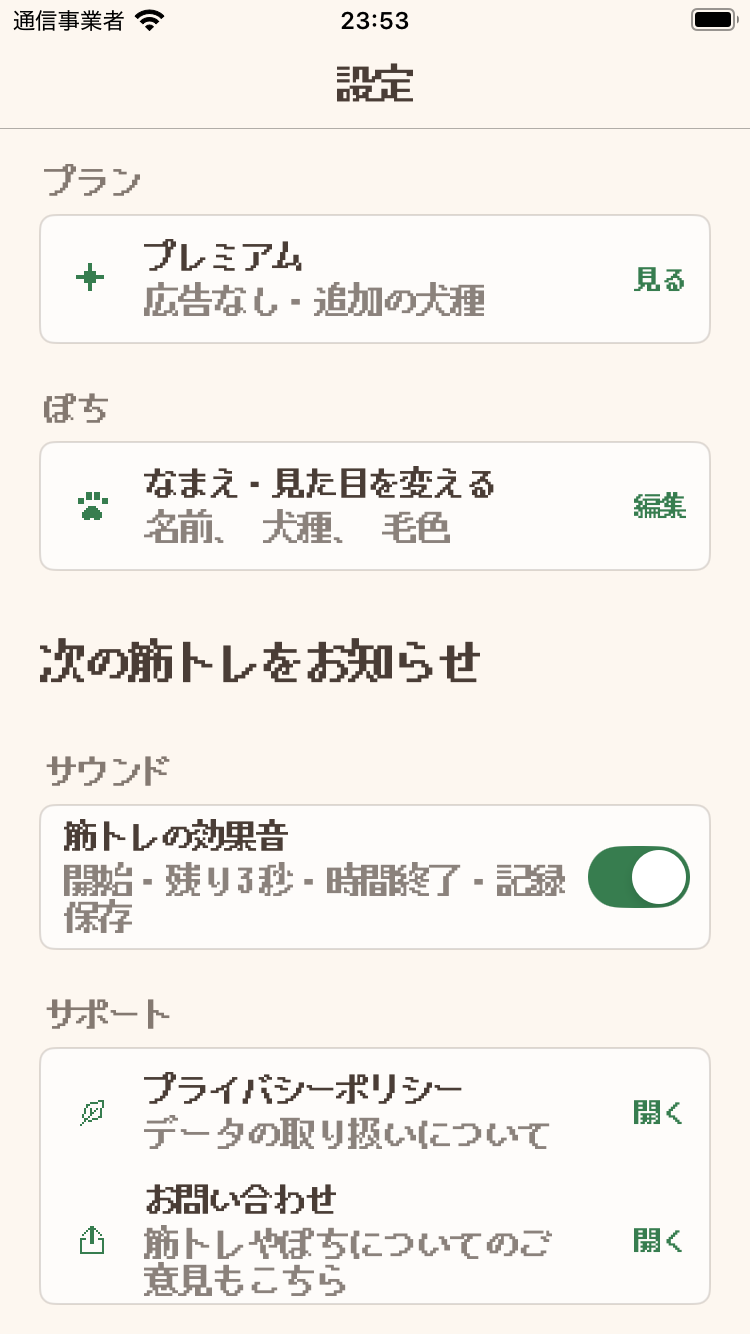 通信事業者 23:53
設定
プラン
プレミアム
広告なし・追加の犬種
見る
ぽち
なまえ・見た目を変える
名前、犬種、毛色
編集
次の筋トレをお知らせ
サウンド
筋トレの効果音
開始・残り3秒・時間終了・記録
保存
サポート
プライバシーポリシー
データの取り扱いについて
開く
お問い合わせ
筋トレやぽちについてのご
意見もこちら
開く